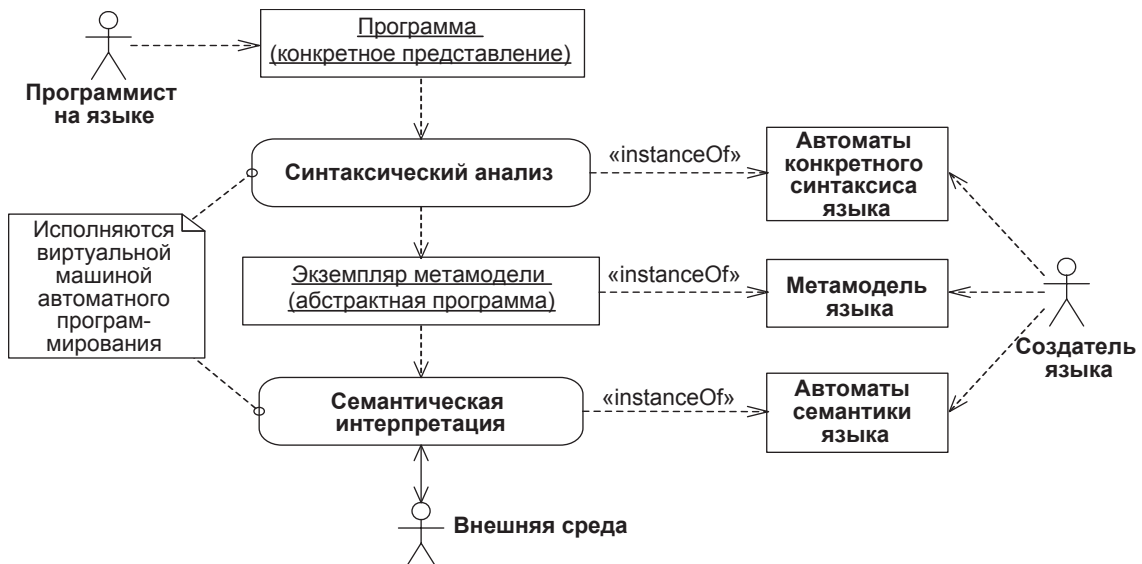 Программа
(конкретное представление)
Программист
на языке
Синтаксический анализ
«instanceOf»
Автоматы
конкретного
синтаксиса
языка
Исполняются
виртуальной
машиной
автоматного
програм-
мирования
Экземпляр метамодели
(абстрактная программа)
«instanceOf»
Метамодель
языка
Создатель
языка
Семантическая
интерпретация
«instanceOf»
Автоматы
семантики
языка
Внешняя среда